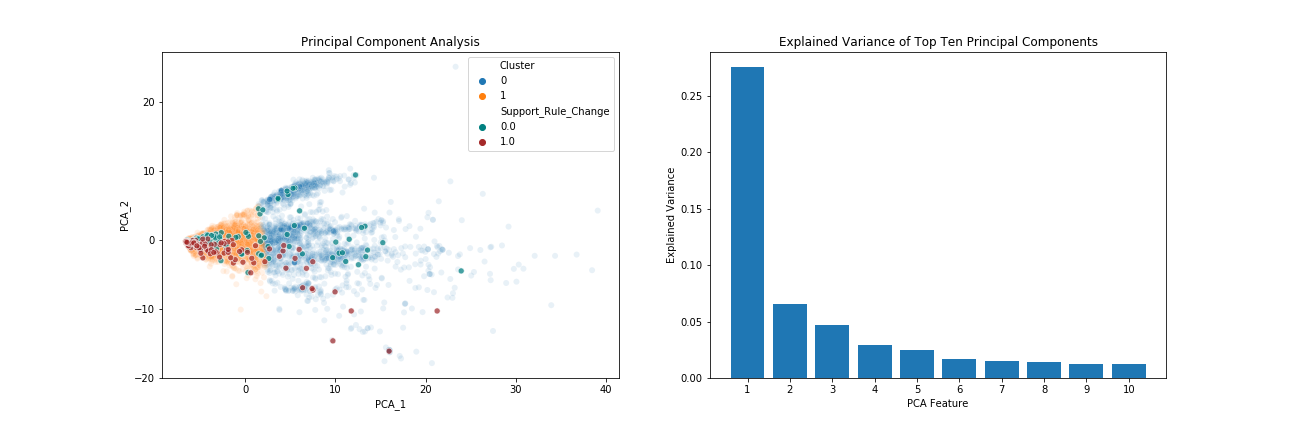 Principal Component Analysis
Cluster
0
1
Support_Rule_Change
0.0
1.0
20
10
0
−10
−20
PCA_2
0 10 20 30 40
PCA_1
Explained Variance of Top Ten Principal Components
0.25
0.20
0.15
0.10
0.05
0.00
Explained Variance
1 2 3 4 5 6 7 8 9 10
PCA Feature